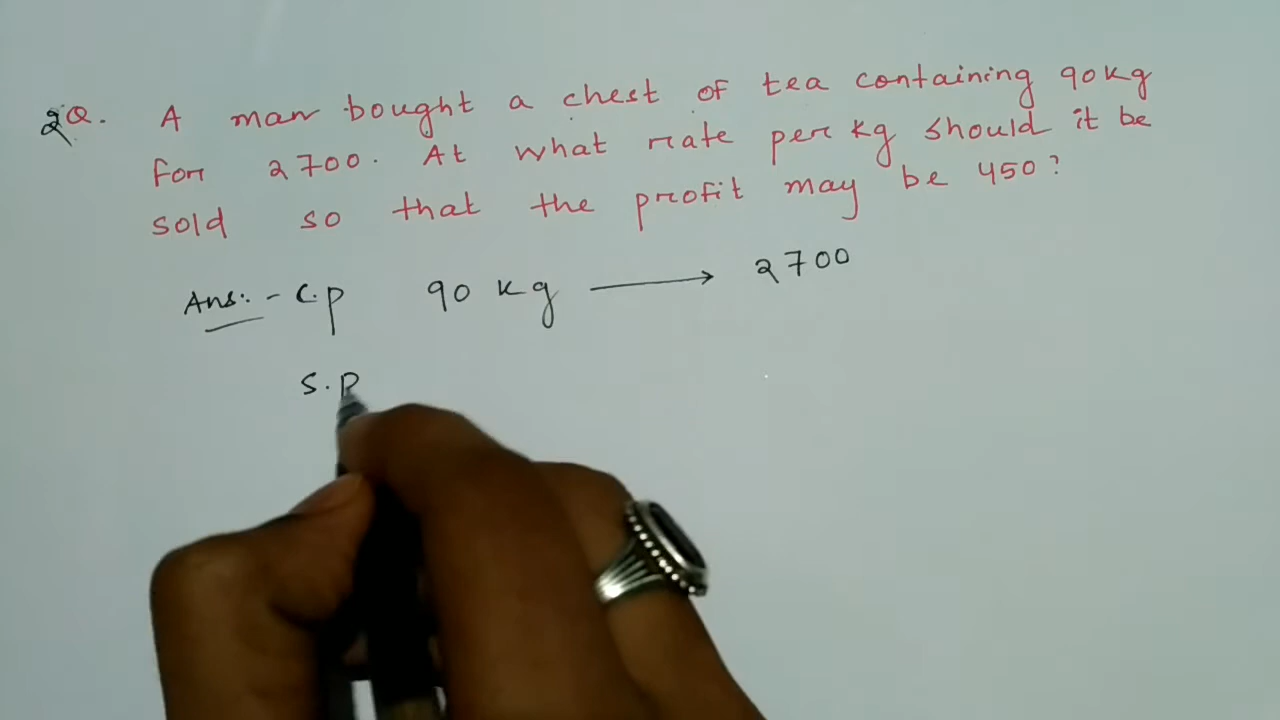 2Q. A man bought a chest of tea containing 90kg
for 2700. At what rate per kg should it be
sold so that the profit may be 450?
Ans:- C.P 90 kg → 2700
S.P